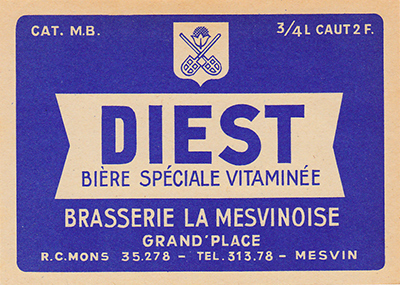 CAT. M.B. 3/4 L CAUT 2 F.
DIEST
BIÈRE SPÉCIALE VITAMINÉE
BRASSERIE LA MESVINOISE
GRAND'PLACE
R.C. MONS 35.278 - TEL. 313.78 - MESVIN